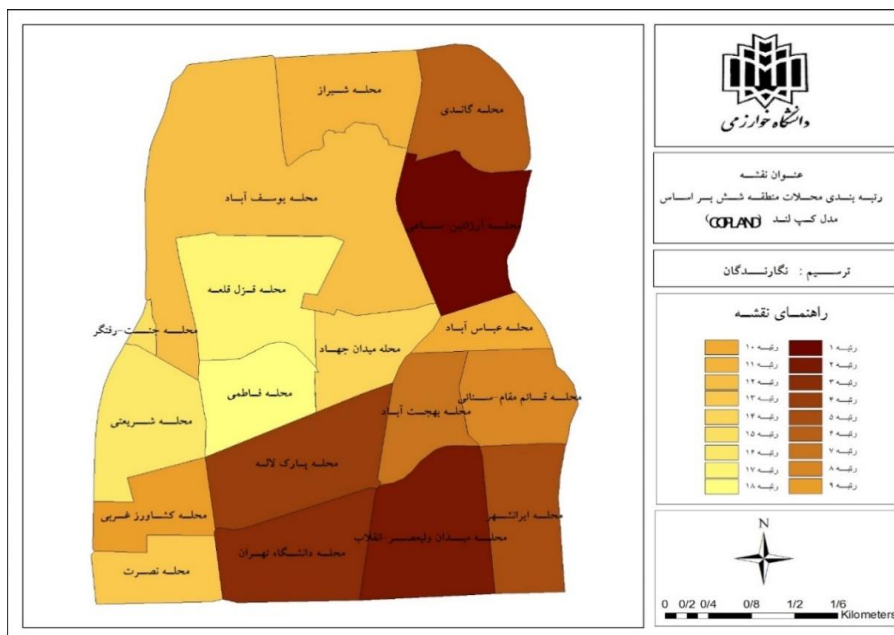 محله شیراز
محله گاندی
محله یوسف آباد
محله آرژانتین-ساعی
محله قزل قلعه
محله عباس آباد
محله جنت-رفتگر
محله میدان جهاد
محله قائم مقام-سنائی
محله فاطمی
محله بهجت آباد
محله شریعتی
محله پارک لاله
محله کشاورز غربی
محله ایرانشهر
محله میدان ولیعصر-انقلاب
محله دانشگاه تهران
محله نصرت
دانشگاه خوارزمی
عنوان نقشه
رتبه بندی محلات منطقه شش بر اساس
مدل کپ لند (COPLAND)
ترسیم : نگارندگان
راهنمای نقشه
رتبه ۱
رتبه ۲
رتبه ۳
رتبه ۴
رتبه ۵
رتبه ۶
رتبه ۷
رتبه ۸
رتبه ۹
رتبه ۱۰
رتبه ۱۱
رتبه ۱۲
رتبه ۱۳
رتبه ۱۴
رتبه ۱۵
رتبه ۱۶
رتبه ۱۷
رتبه ۱۸
N
0 0/2 0/4 0/8 1/2 1/6
Kilometers